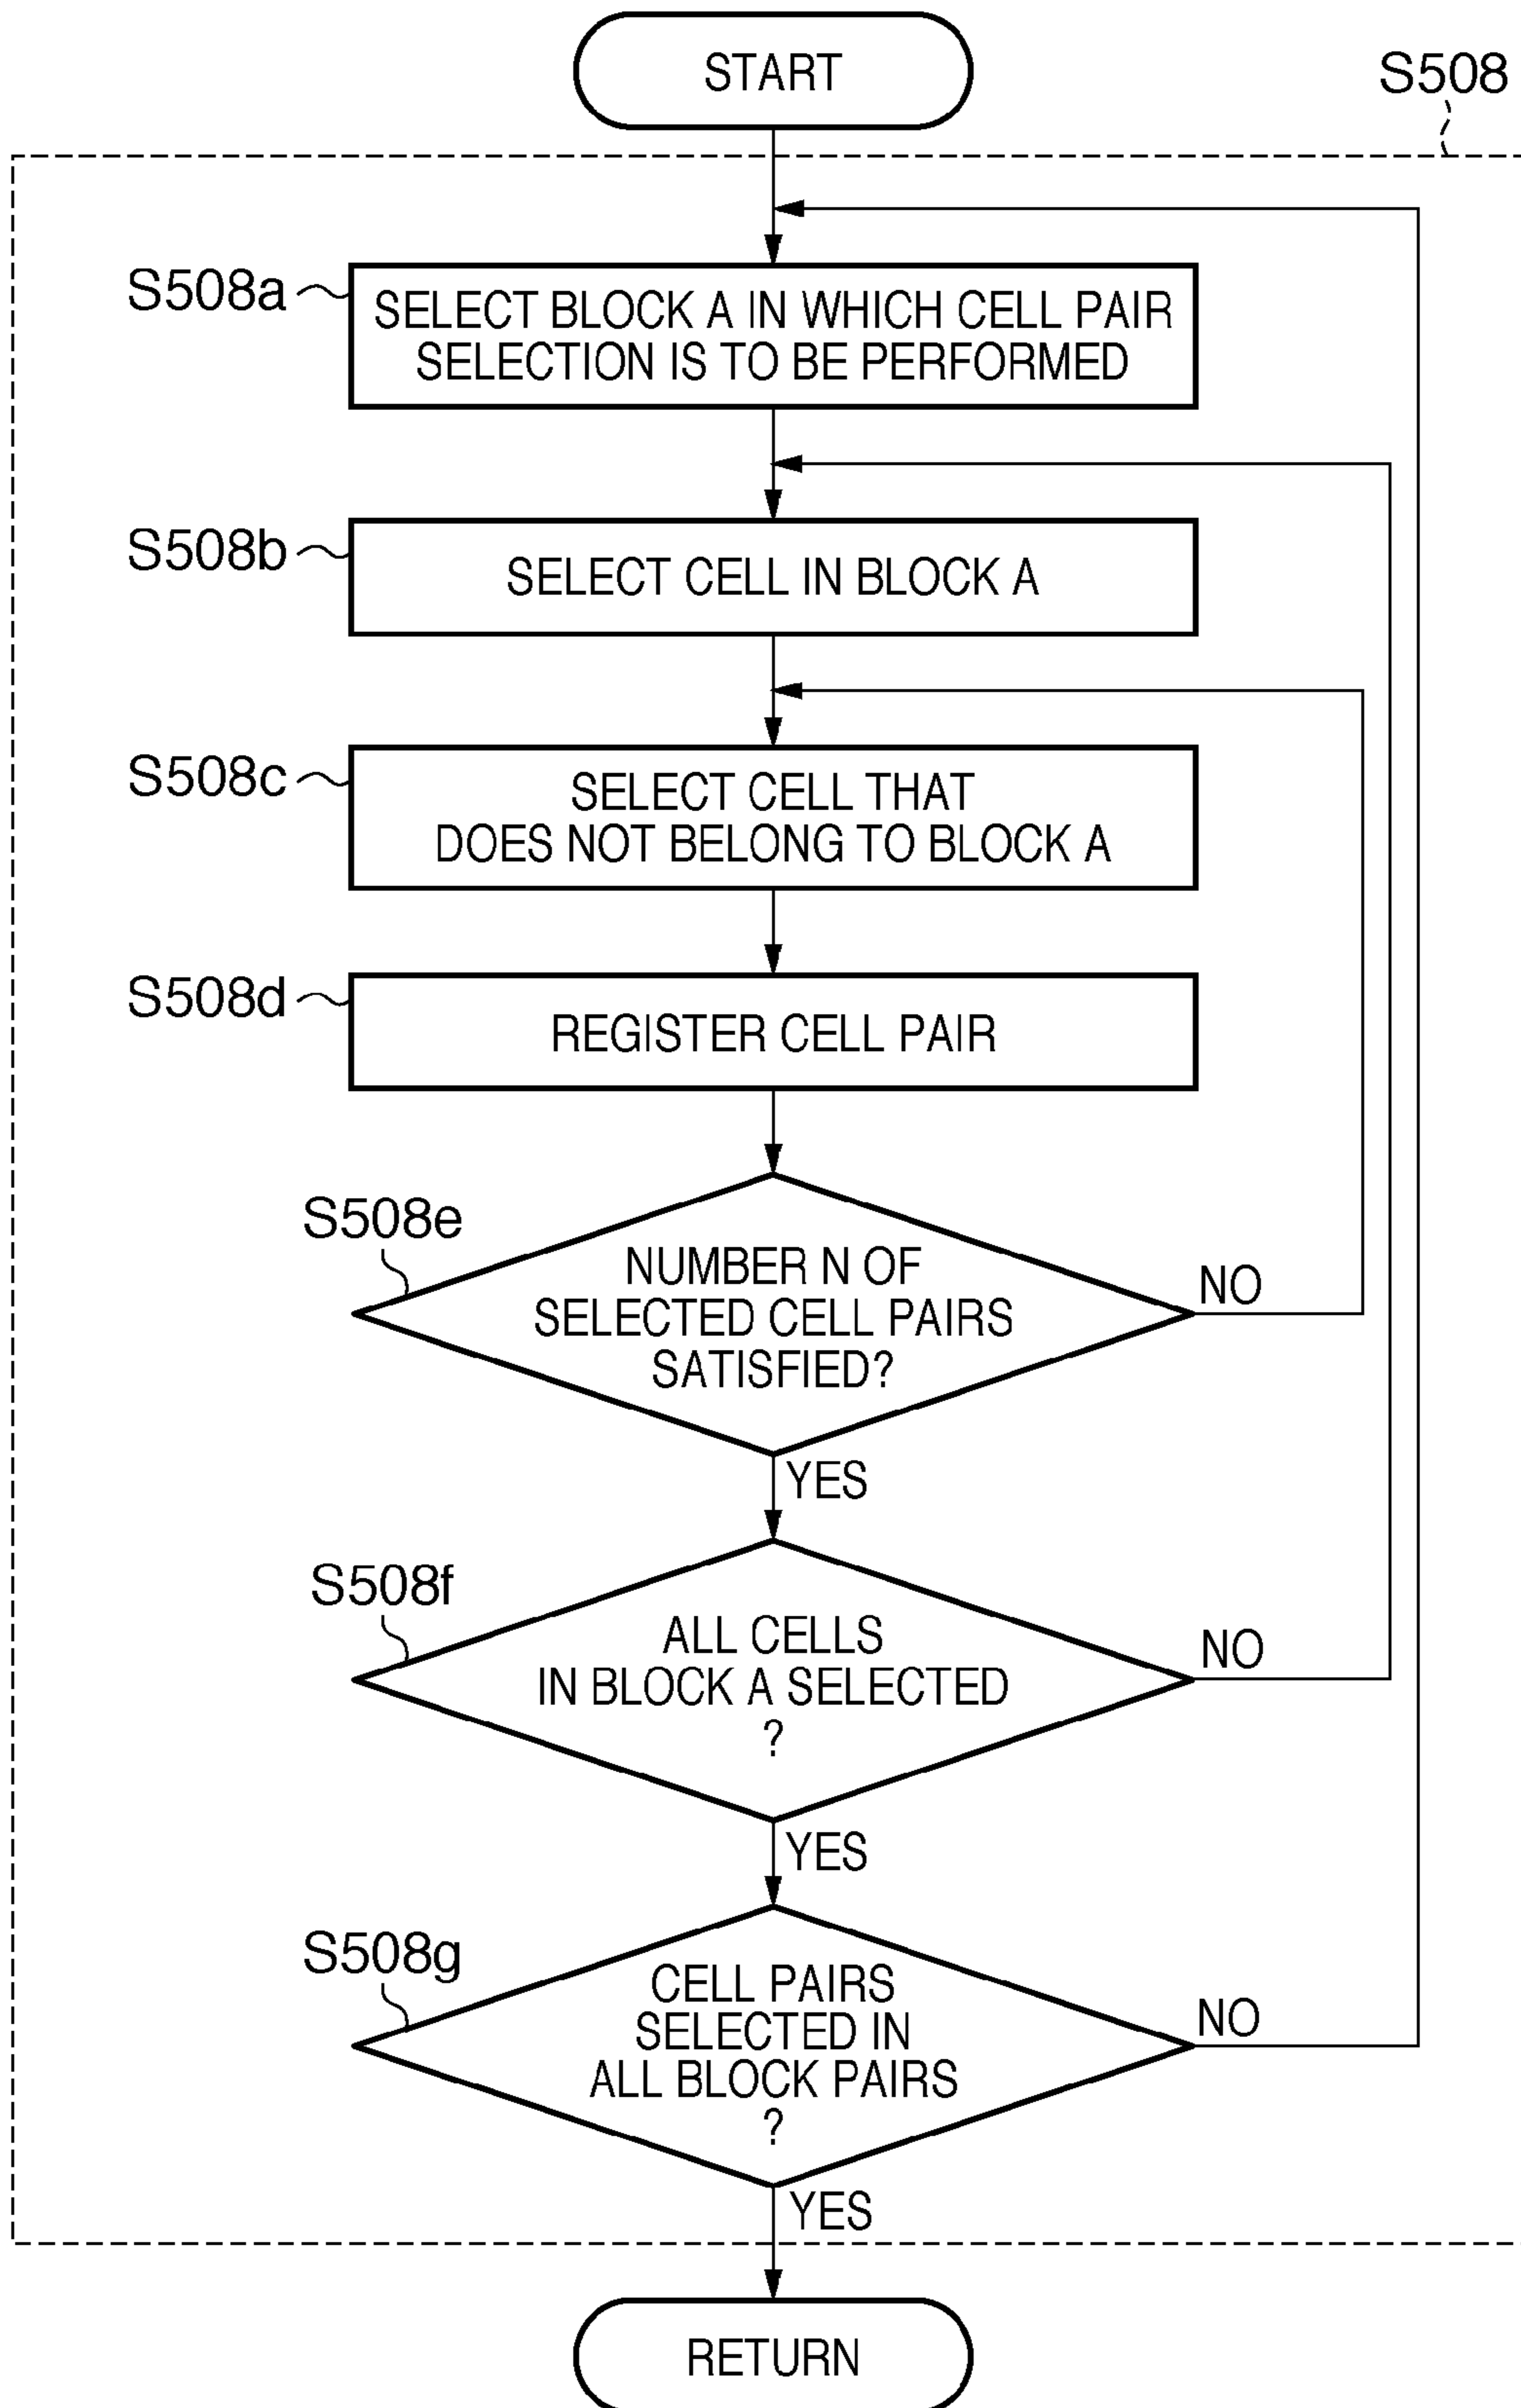 START
S508
S508a
SELECT BLOCK A IN WHICH CELL PAIR
SELECTION IS TO BE PERFORMED
S508b
SELECT CELL IN BLOCK A
S508c
SELECT CELL THAT
DOES NOT BELONG TO BLOCK A
S508d
REGISTER CELL PAIR
S508e
NUMBER N OF
SELECTED CELL PAIRS
SATISFIED?
NO
YES
S508f
ALL CELLS
IN BLOCK A SELECTED
?
NO
YES
S508g
CELL PAIRS
SELECTED IN
ALL BLOCK PAIRS
?
NO
YES
RETURN